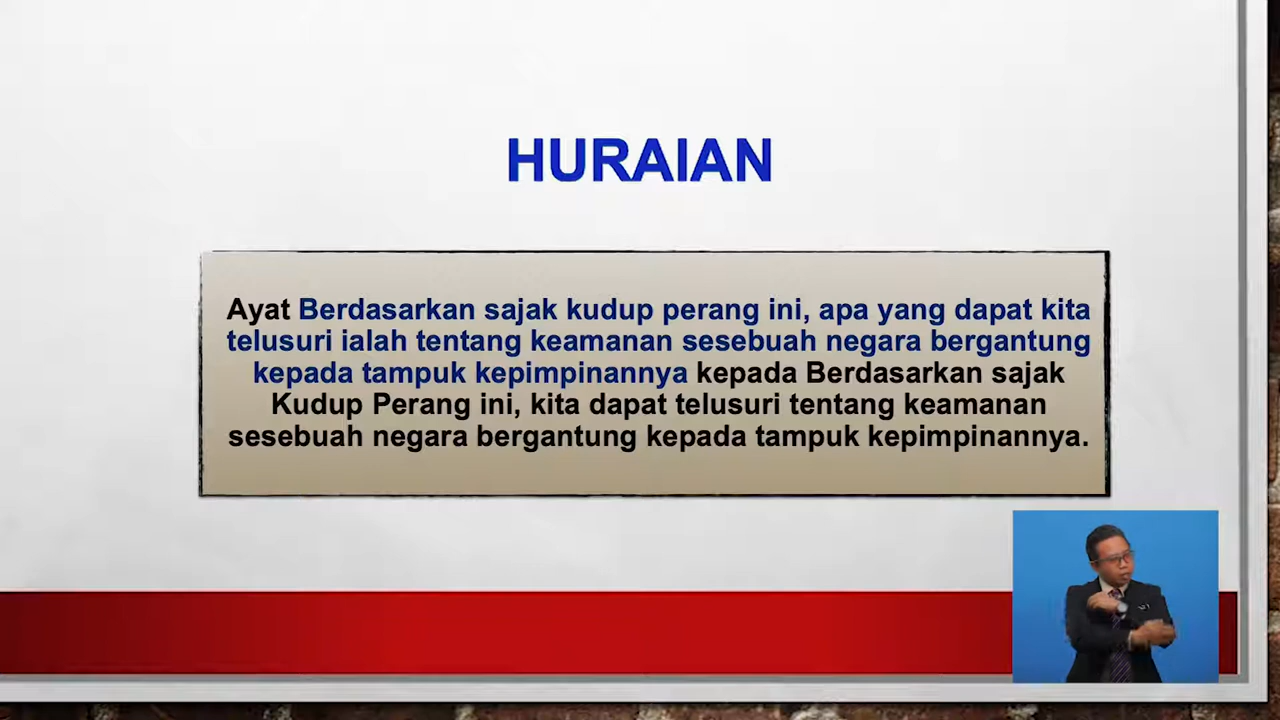 HURAIAN
Ayat Berdasarkan sajak kudup perang ini, apa yang dapat kita
telusuri ialah tentang keamanan sesebuah negara bergantung
kepada tampuk kepimpinannya kepada Berdasarkan sajak
Kudup Perang ini, kita dapat telusuri tentang keamanan
sesebuah negara bergantung kepada tampuk kepimpinannya.